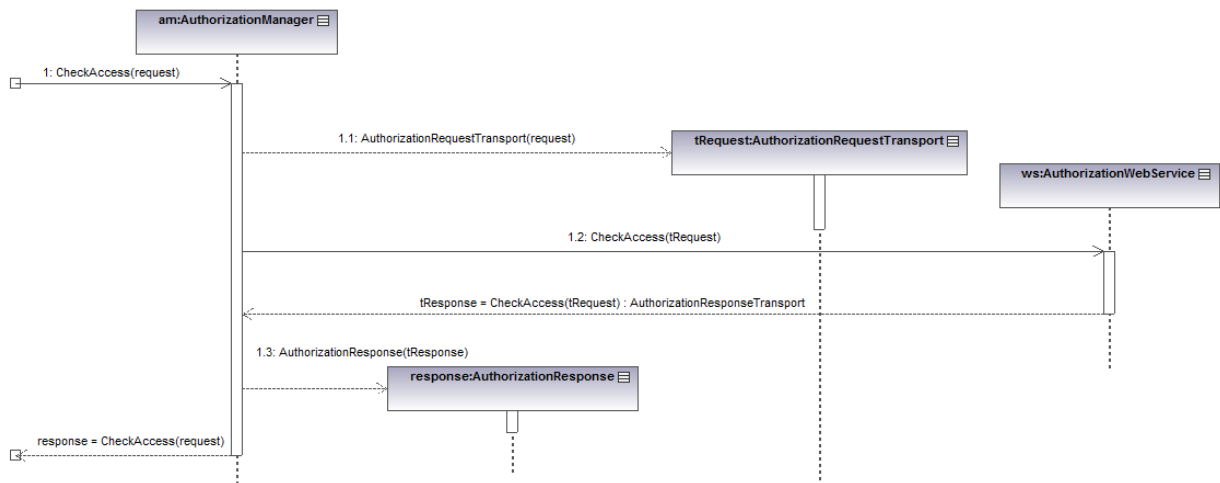 am:AuthorizationManager
1: CheckAccess(request)
1.1: AuthorizationRequestTransport(request)
tRequest:AuthorizationRequestTransport
ws:AuthorizationWebService
1.2: CheckAccess(tRequest)
tResponse = CheckAccess(tRequest) : AuthorizationResponseTransport
1.3: AuthorizationResponse(tResponse)
response:AuthorizationResponse
response = CheckAccess(request)